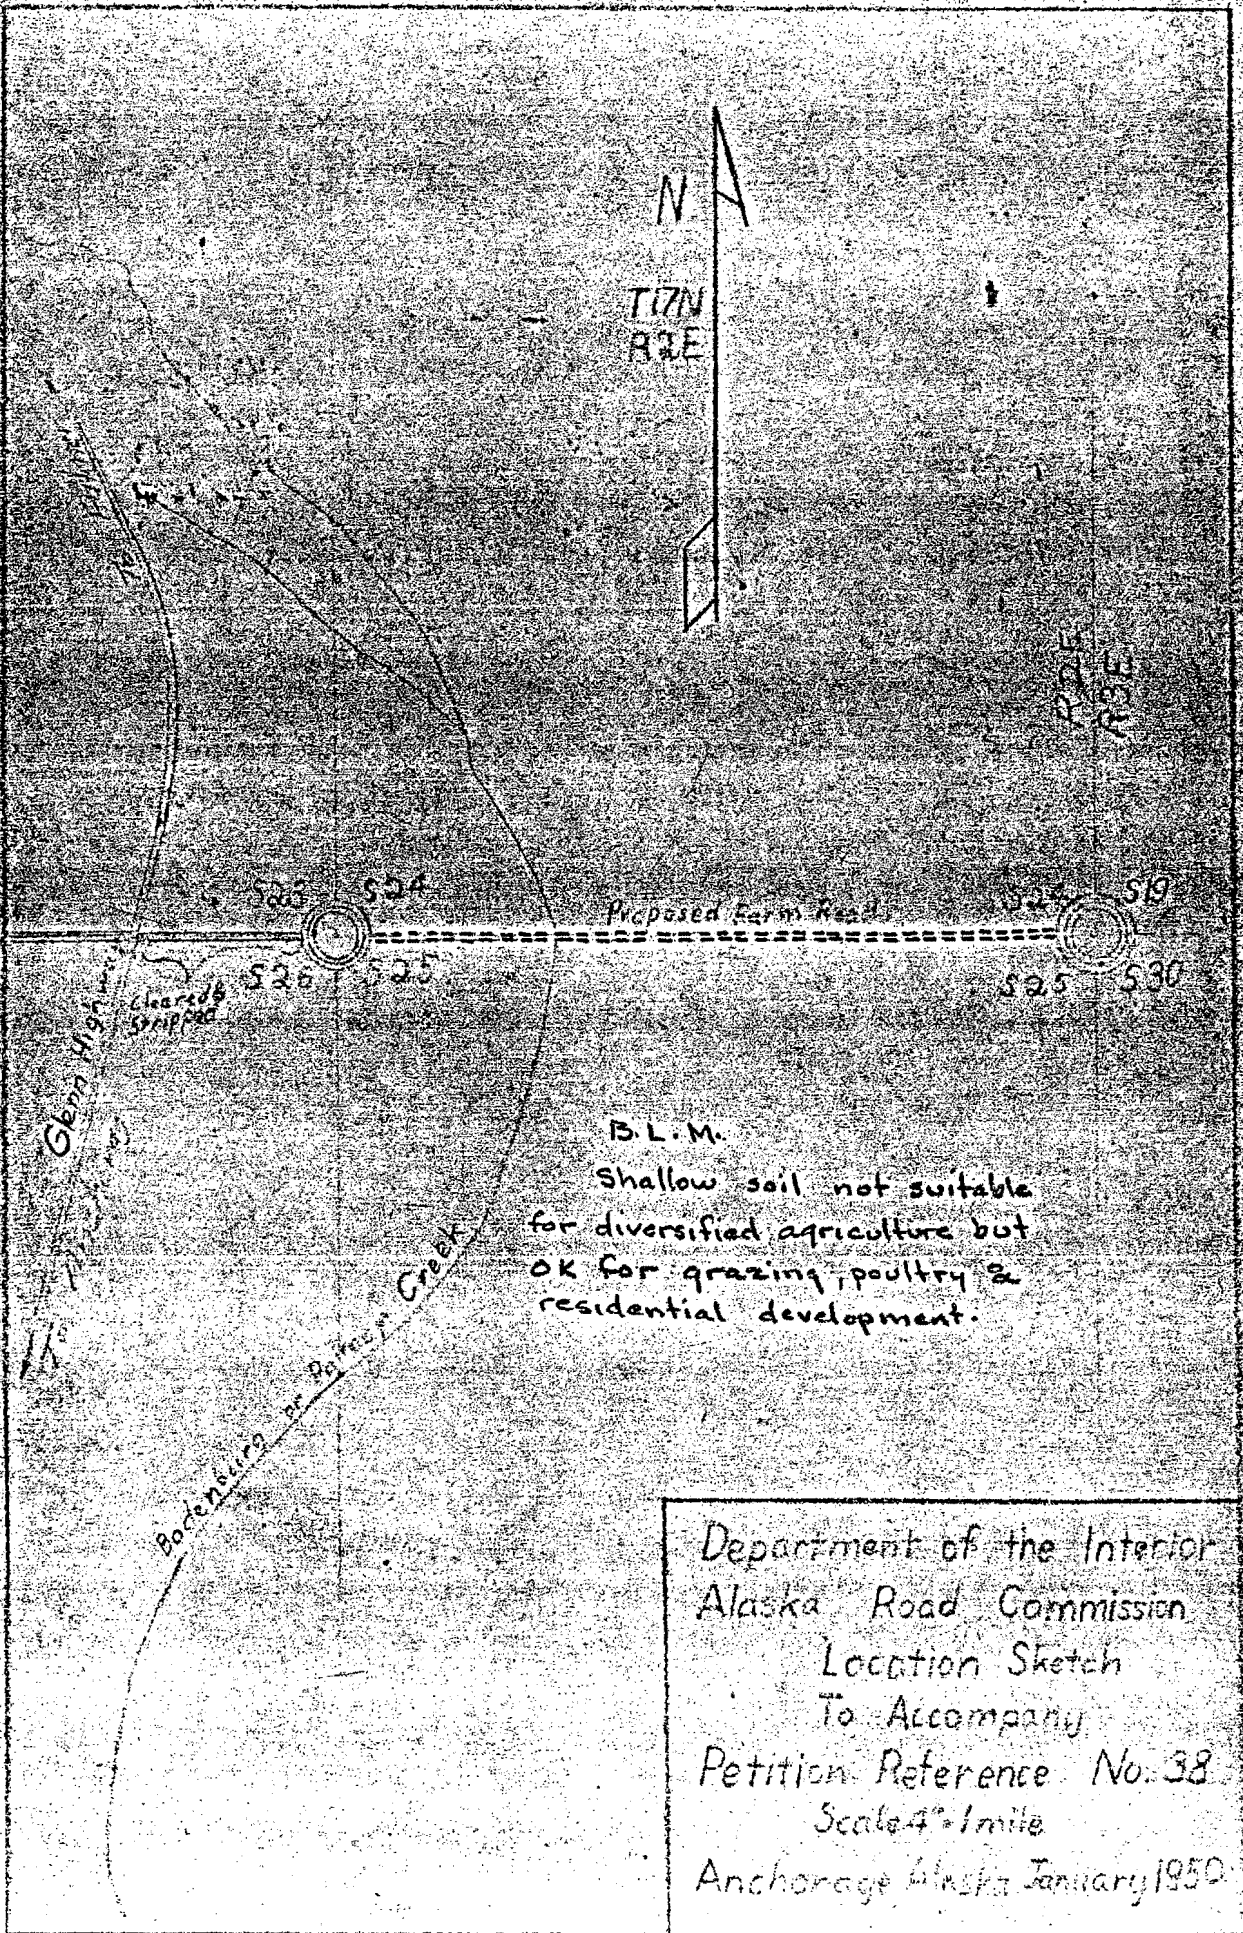 N
T17N
R2E
To
R2E
R3E
S23
S24
Proposed Farm Road
S24
S19
S26
S25
S25
S30
Cleared &
Stripped
Glenn Highway
B.L.M.
Shallow soil not suitable
for diversified agriculture but
OK for grazing, poultry &
residential development.
Bodenburg or Creek
Department of the Interior
Alaska Road Commission
Location Sketch
To Accompany
Petition Reference No. 38
Scale 4"=1mile
Anchorage Alaska January 1950